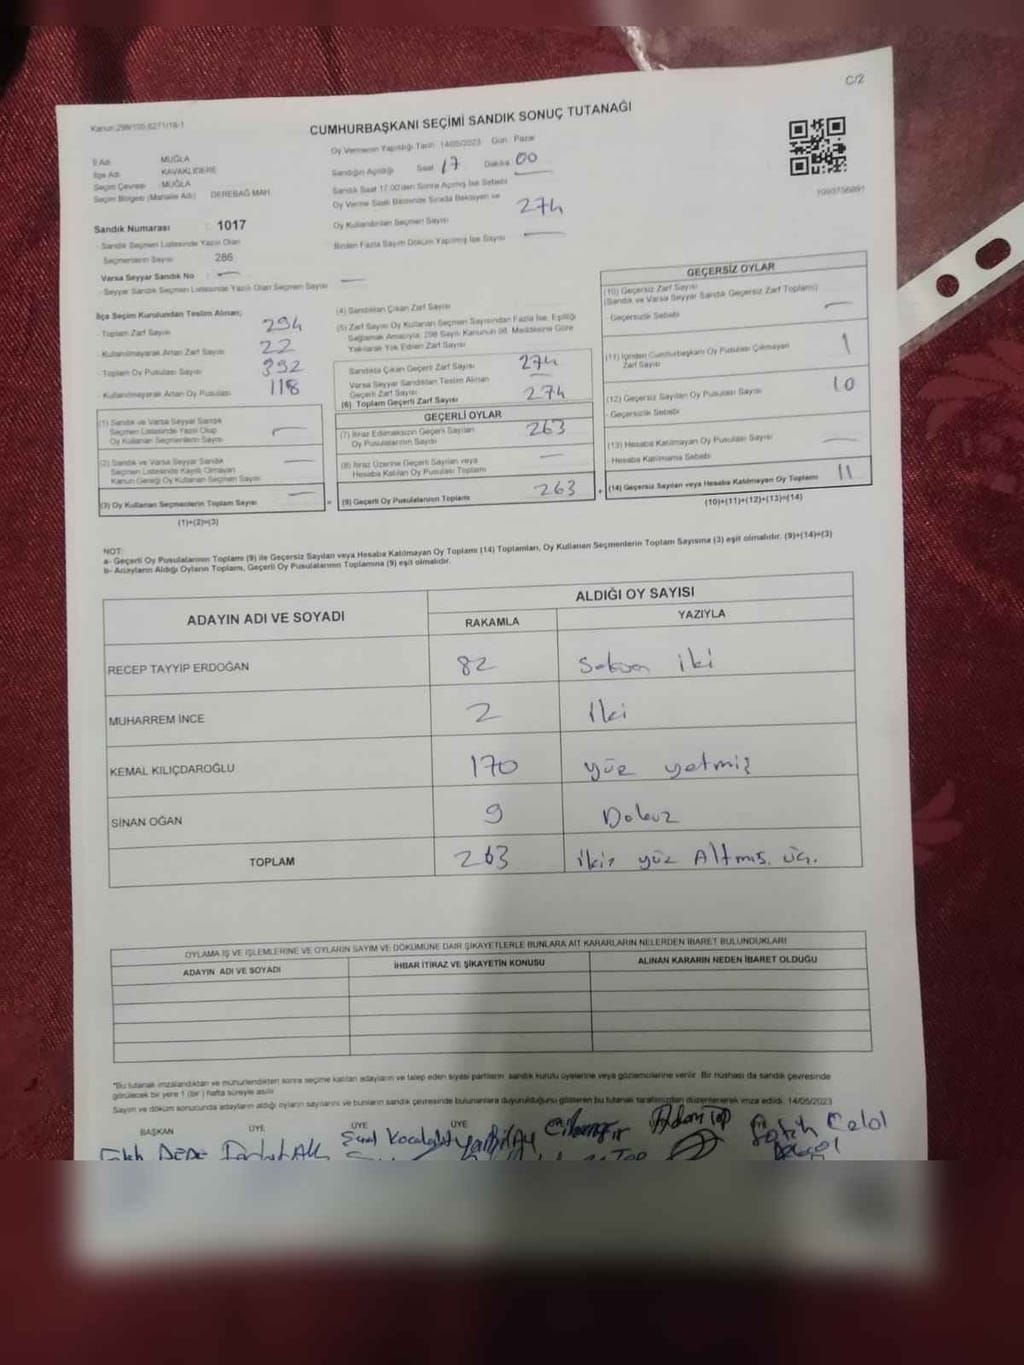 C/2
Kanun:298/105,6271/18-1
CUMHURBAŞKANI SEÇİMİ SANDIK SONUÇ TUTANAĞI
Oy Vermenin Yapıldığı Tarih: 14/05/2023 Gün: Pazar
İl Adı : MUĞLA
İlçe Adı : KAVAKLIDERE
Seçim Çevresi : MUĞLA
Seçim Bölgesi (Mahalle Adı) : DEREBAĞ MAH.
Sandığın Açıldığı Saat 17 Dakika 00
Sandık Saat 17:00'den Sonra Açılmış İse Sebebi
Oy Verme Saati Bitiminde Sırada Bekleyen ve
Oy Kullandırılan Seçmen Sayısı 274
Birden Fazla Sayım Döküm Yapılmış İse Sayısı
Sandık Numarası : 1017
Sandık Seçmen Listesinde Yazılı Olan
Seçmenlerin Sayısı 286
Varsa Seyyar Sandık No :
Seyyar Sandık Seçmen Listesinde Yazılı Olan Seçmen Sayısı
İlçe Seçim Kurulundan Teslim Alınan;
Toplam Zarf Sayısı 294
Kullanılmayarak Artan Zarf Sayısı 22
Toplam Oy Pusulası Sayısı 392
Kullanılmayarak Artan Oy Pusulası 118
(1) Sandık ve Varsa Seyyar Sandık
Seçmen Listesinde Yazılı Olup
Oy Kullanan Seçmenlerin Sayısı
(2) Sandık ve Varsa Seyyar Sandık
Seçmen Listesinde Kayıtlı Olmayan
Kanun Gereği Oy Kullanan Seçmen Sayısı
(3) Oy Kullanan Seçmenlerin Toplam Sayısı
(1)+(2)=(3)
(4) Sandıktan Çıkan Zarf Sayısı
(5) Zarf Sayısı Oy Kullanan Seçmen Sayısından Fazla İse, Eşitliği
Sağlamak Amacıyla; 298 Sayılı Kanunun 98. Maddesine Göre
Yakılarak Yok Edilen Zarf Sayısı
Sandıkta Çıkan Geçerli Zarf Sayısı 274
Varsa Seyyar Sandıktan Teslim Alınan
Geçerli Zarf Sayısı
(6) Toplam Geçerli Zarf Sayısı 274
GEÇERLİ OYLAR
(7) İtiraz Edilmeksizin Geçerli Sayılan
Oy Pusulalarının Sayısı 263
(8) İtiraz Üzerine Geçerli Sayılan veya
Hesaba Katılan Oy Pusulası Toplamı
(9) Geçerli Oy Pusulalarının Toplamı 263
GEÇERSİZ OYLAR
(10) Geçersiz Zarf Sayısı
(Sandık ve Varsa Seyyar Sandık Geçersiz Zarf Toplamı)
Geçersizlik Sebebi
(11) İçinden Cumhurbaşkanı Oy Pusulası Çıkmayan
Zarf Sayısı 1
(12) Geçersiz Sayılan Oy Pusulası Sayısı 10
Geçersizlik Sebebi
(13) Hesaba Katılmayan Oy Pusulası Sayısı
Hesaba Katılmama Sebebi
(14) Geçersiz Sayılan veya Hesaba Katılmayan Oy Toplamı 11
(10)+(11)+(12)+(13)=(14)
NOT:
a- Geçerli Oy Pusulalarının Toplamı (9) ile Geçersiz Sayılan veya Hesaba Katılmayan Oy Toplamı (14) Toplamları, Oy Kullanan Seçmenlerin Toplam Sayısına (3) eşit olmalıdır. (9)+(14)=(3)
b- Adayların Aldığı Oyların Toplamı, Geçerli Oy Pusulalarının Toplamına (9) eşit olmalıdır.
ADAYIN ADI VE SOYADI ALDIĞI OY SAYISI
RAKAMLA YAZIYLA
RECEP TAYYİP ERDOĞAN 82 Seksen iki
MUHARREM İNCE 2 iki
KEMAL KILIÇDAROĞLU 170 yüz yetmiş
SİNAN OĞAN 9 Dokuz
TOPLAM 263 ikiz yüz Altmış üç.
OYLAMA İŞ VE İŞLEMLERİNE VE OYLARIN SAYIM VE DÖKÜMÜNE DAİR ŞİKAYETLERLE BUNLARA AİT KARARLARIN NELERDEN İBARET BULUNDUKLARI
ADAYIN ADI VE SOYADI İHBAR İTİRAZ VE ŞİKAYETİN KONUSU ALINAN KARARIN NEDEN İBARET OLDUĞU
*Bu tutanak imzalandıktan ve mühürlendikten sonra seçime katılan adayların ve talep eden siyasi partilerin sandık kurulu üyelerine veya gözlemcilerine verilir. Bir nüshası da sandık çevresinde
görülecek bir yere 1 (bir ) hafta süreyle asılır.
Sayım ve döküm sonucunda adayların aldığı oyların sayılarını ve bunların sandık çevresinde bulunanlara duyurulduğunu gösteren bu tutanak tarafımızdan düzenlenerek imza edildi. 14/05/2023
BAŞKAN ÜYE ÜYE ÜYE
Adem Top
Fatih Celal